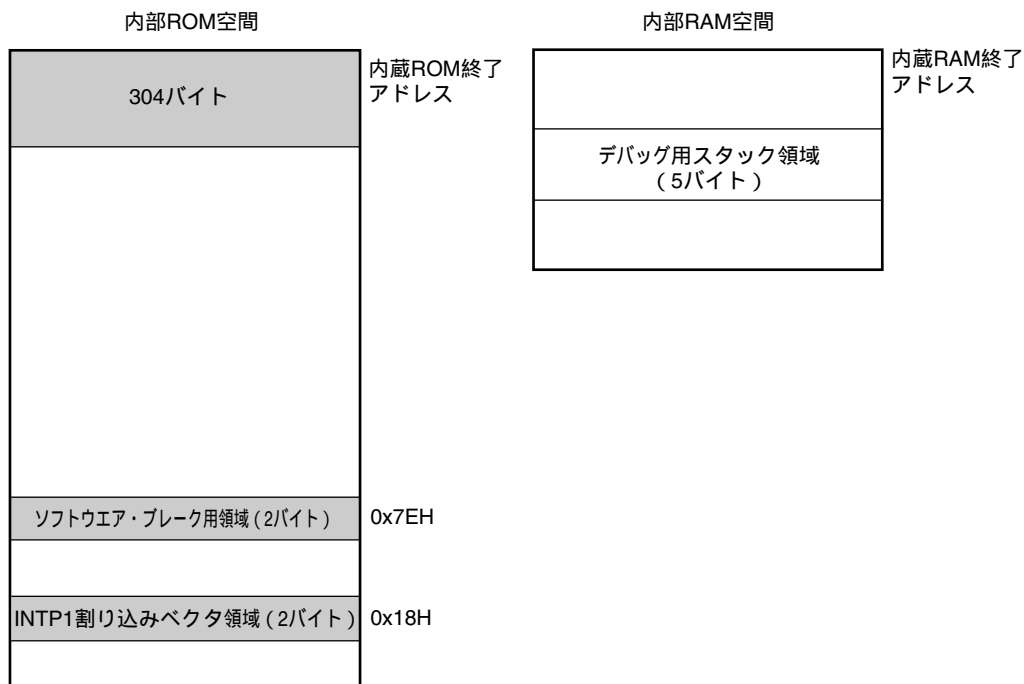 内部ROM空間
304バイト
内蔵ROM終了
アドレス
ソフトウエア・ブレーク用領域（2バイト）
0x7EH
INTP1割り込みベクタ領域（2バイト）
0x18H
内部RAM空間
内蔵RAM終了
アドレス
デバッグ用スタック領域
（5バイト）